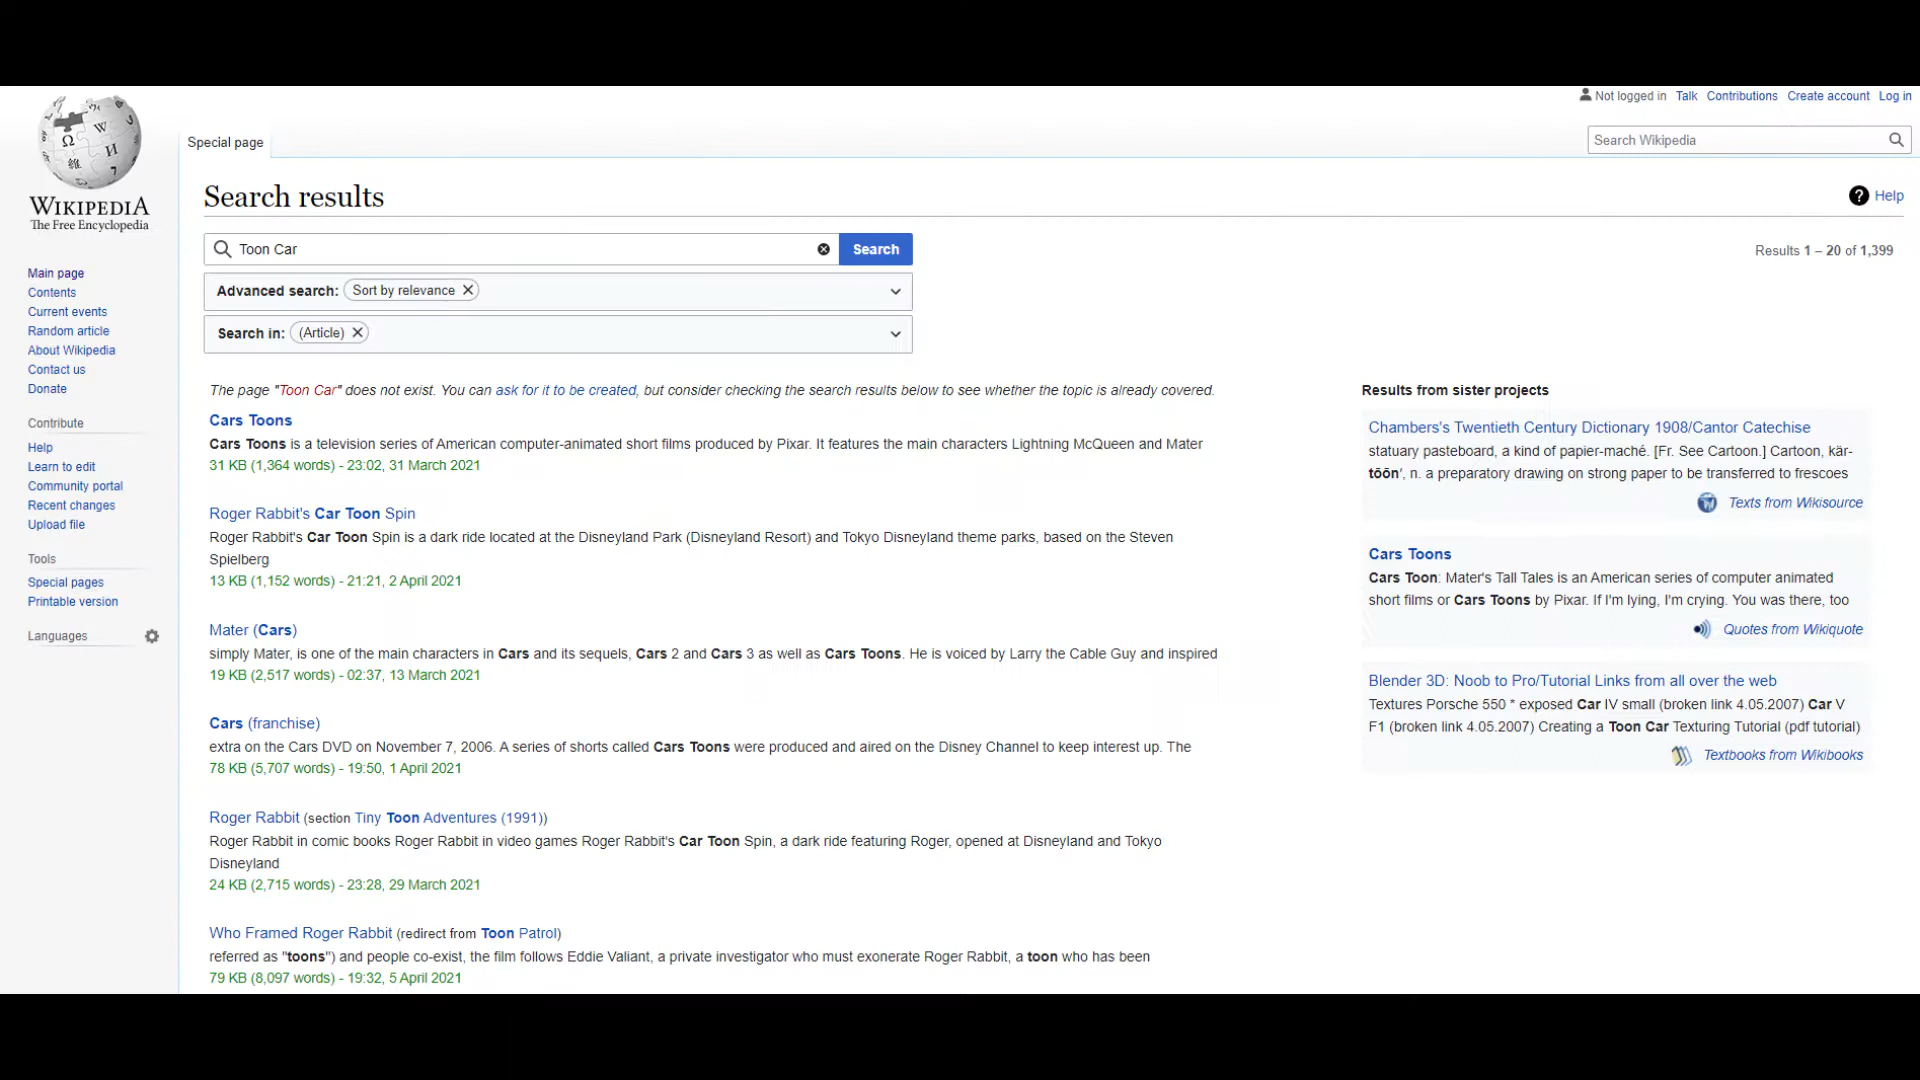 Not logged in Talk Contributions Create account Log in
Special page
Search Wikipedia
WIKIPEDIA
The Free Encyclopedia
Main page
Contents
Current events
Random article
About Wikipedia
Contact us
Donate
Contribute
Help
Learn to edit
Community portal
Recent changes
Upload file
Tools
Special pages
Printable version
Languages
Search results
Help
Toon Car
Search
Results 1 – 20 of 1,399
Advanced search: Sort by relevance
Search in: (Article)
The page "Toon Car" does not exist. You can ask for it to be created, but consider checking the search results below to see whether the topic is already covered.
Cars Toons
Cars Toons is a television series of American computer-animated short films produced by Pixar. It features the main characters Lightning McQueen and Mater
31 KB (1,364 words) - 23:02, 31 March 2021
Roger Rabbit's Car Toon Spin
Roger Rabbit's Car Toon Spin is a dark ride located at the Disneyland Park (Disneyland Resort) and Tokyo Disneyland theme parks, based on the Steven
Spielberg
13 KB (1,152 words) - 21:21, 2 April 2021
Mater (Cars)
simply Mater, is one of the main characters in Cars and its sequels, Cars 2 and Cars 3 as well as Cars Toons. He is voiced by Larry the Cable Guy and inspired
19 KB (2,517 words) - 02:37, 13 March 2021
Cars (franchise)
extra on the Cars DVD on November 7, 2006. A series of shorts called Cars Toons were produced and aired on the Disney Channel to keep interest up. The
78 KB (5,707 words) - 19:50, 1 April 2021
Roger Rabbit (section Tiny Toon Adventures (1991))
Roger Rabbit in comic books Roger Rabbit in video games Roger Rabbit's Car Toon Spin, a dark ride featuring Roger, opened at Disneyland and Tokyo
Disneyland
24 KB (2,715 words) - 23:28, 29 March 2021
Who Framed Roger Rabbit (redirect from Toon Patrol)
referred as "toons") and people co-exist, the film follows Eddie Valiant, a private investigator who must exonerate Roger Rabbit, a toon who has been
79 KB (8,097 words) - 19:32, 5 April 2021
Results from sister projects
Chambers's Twentieth Century Dictionary 1908/Cantor Catechise
statuary pasteboard, a kind of papier-maché. [Fr. See Cartoon.] Cartoon, kär-
tōōn′, n. a preparatory drawing on strong paper to be transferred to frescoes
Texts from Wikisource
Cars Toons
Cars Toon: Mater's Tall Tales is an American series of computer animated
short films or Cars Toons by Pixar. If I'm lying, I'm crying. You was there, too
Quotes from Wikiquote
Blender 3D: Noob to Pro/Tutorial Links from all over the web
Textures Porsche 550 * exposed Car IV small (broken link 4.05.2007) Car V
F1 (broken link 4.05.2007) Creating a Toon Car Texturing Tutorial (pdf tutorial)
Textbooks from Wikibooks